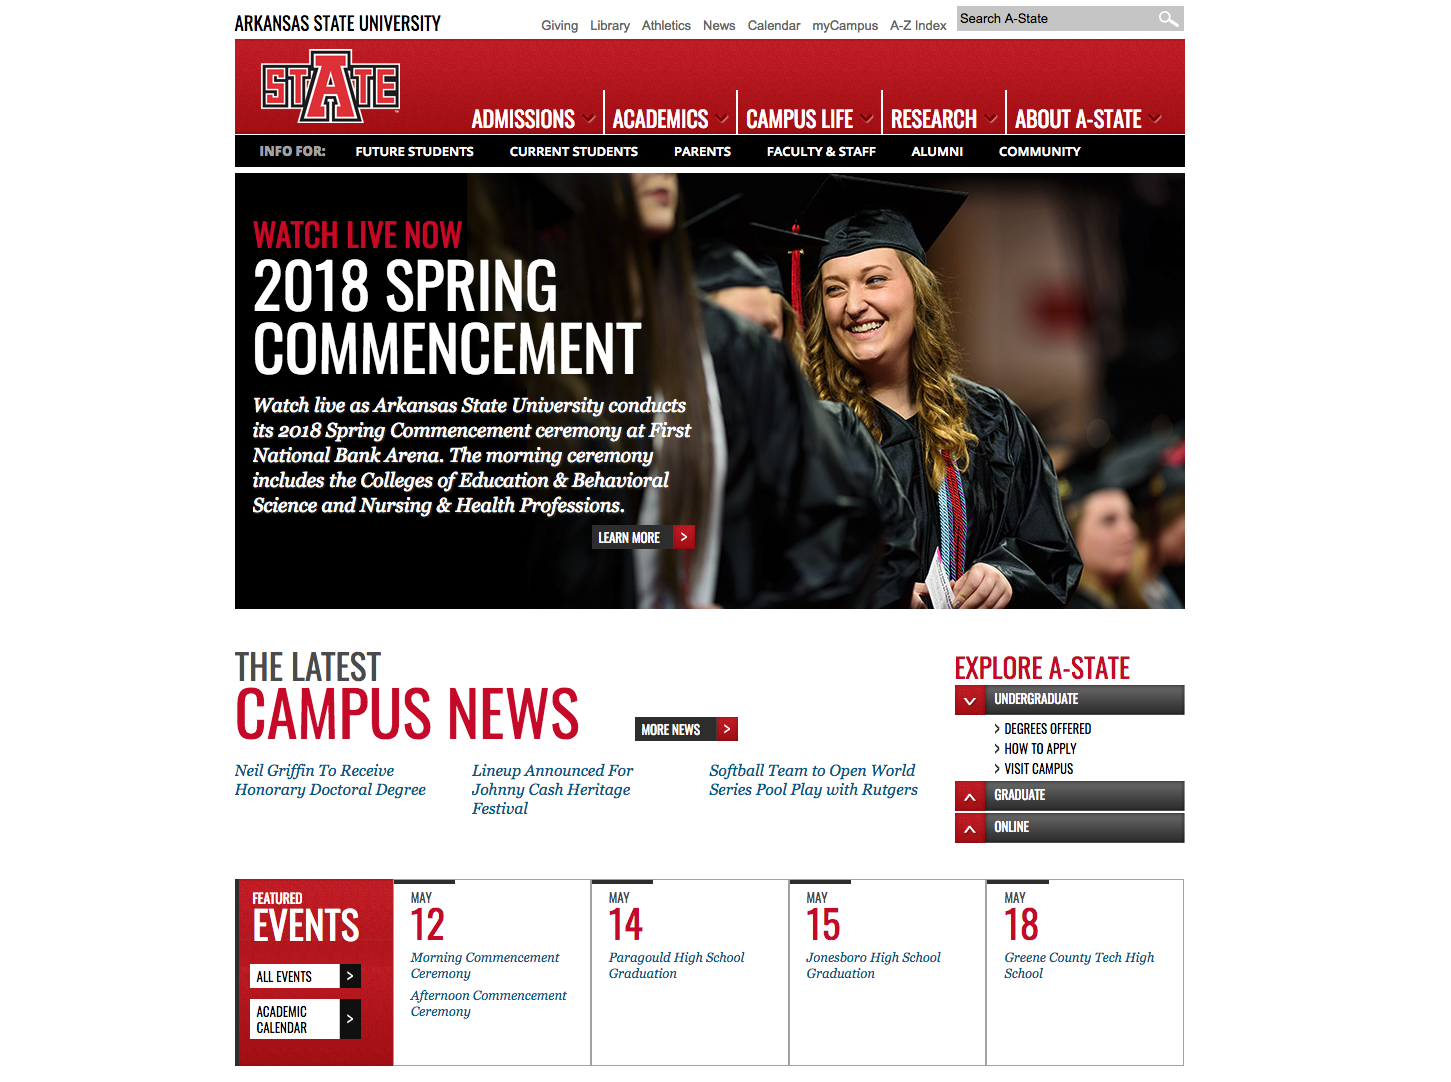 ARKANSAS STATE UNIVERSITY
Giving Library Athletics News Calendar myCampus A-Z Index
Search A-State
STATE
ADMISSIONS ACADEMICS CAMPUS LIFE RESEARCH ABOUT A-STATE
INFO FOR: FUTURE STUDENTS CURRENT STUDENTS PARENTS FACULTY & STAFF ALUMNI COMMUNITY
WATCH LIVE NOW
2018 SPRING
COMMENCEMENT
Watch live as Arkansas State University conducts
its 2018 Spring Commencement ceremony at First
National Bank Arena. The morning ceremony
includes the Colleges of Education & Behavioral
Science and Nursing & Health Professions.
LEARN MORE >
THE LATEST
CAMPUS NEWS
MORE NEWS >
Neil Griffin To Receive
Honorary Doctoral Degree
Lineup Announced For
Johnny Cash Heritage
Festival
Softball Team to Open World
Series Pool Play with Rutgers
EXPLORE A-STATE
UNDERGRADUATE
> DEGREES OFFERED
> HOW TO APPLY
> VISIT CAMPUS
GRADUATE
ONLINE
FEATURED
EVENTS
ALL EVENTS >
ACADEMIC
CALENDAR >
MAY
12
Morning Commencement
Ceremony
Afternoon Commencement
Ceremony
MAY
14
Paragould High School
Graduation
MAY
15
Jonesboro High School
Graduation
MAY
18
Greene County Tech High
School